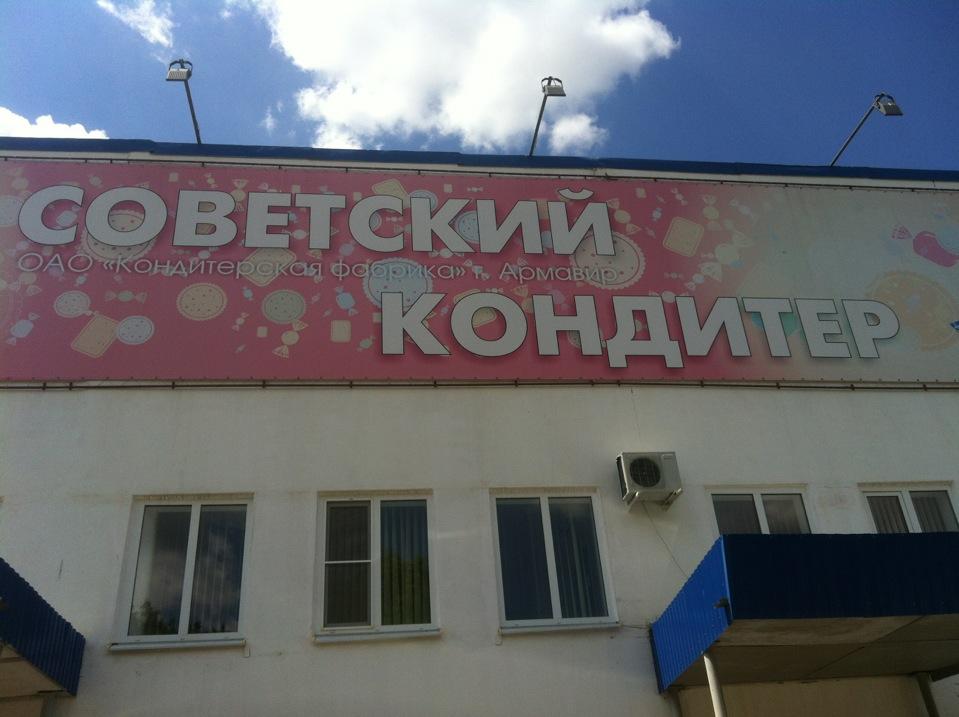 СОВЕТСКИЙ
ОАО «Кондитерская фабрика» г. Армавир
КОНДИТЕР